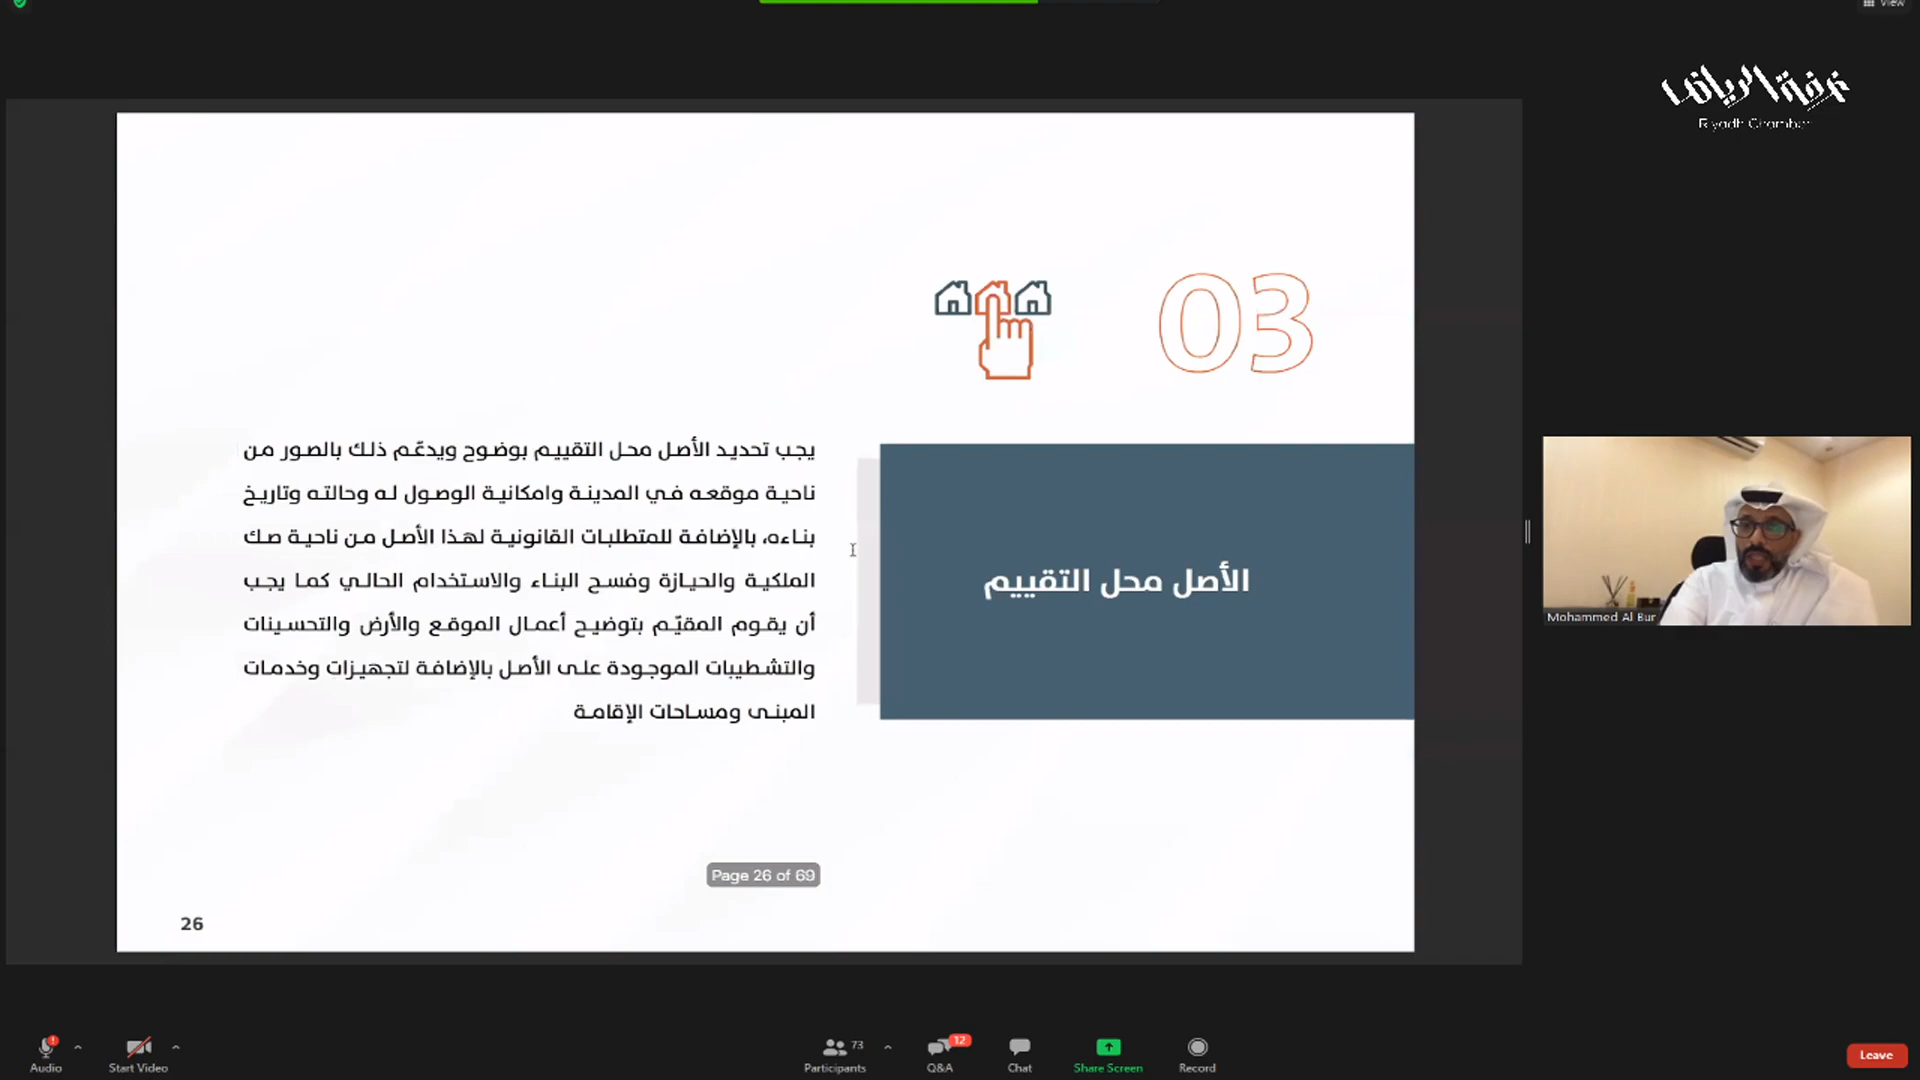 View
غرفة الرياض
Riyadh Chamber
03
الأصل محل التقييم
يجب تحديد الأصل محل التقييم بوضوح ويدعّم ذلك بالصور من
ناحية موقعه في المدينة وامكانية الوصول له وحالته وتاريخ
بناءه، بالإضافة للمتطلبات القانونية لهذا الأصل من ناحية صك
الملكية والحيازة وفسح البناء والاستخدام الحالي كما يجب
أن يقوم المقيّم بتوضيح أعمال الموقع والأرض والتحسينات
والتشطيبات الموجودة على الأصل بالإضافة لتجهيزات وخدمات
المبنى ومساحات الإقامة
Page 26 of 69
26
Mohammed Al Bur
Audio
Start Video
Participants 73
Q&A 12
Chat
Share Screen
Record
Leave